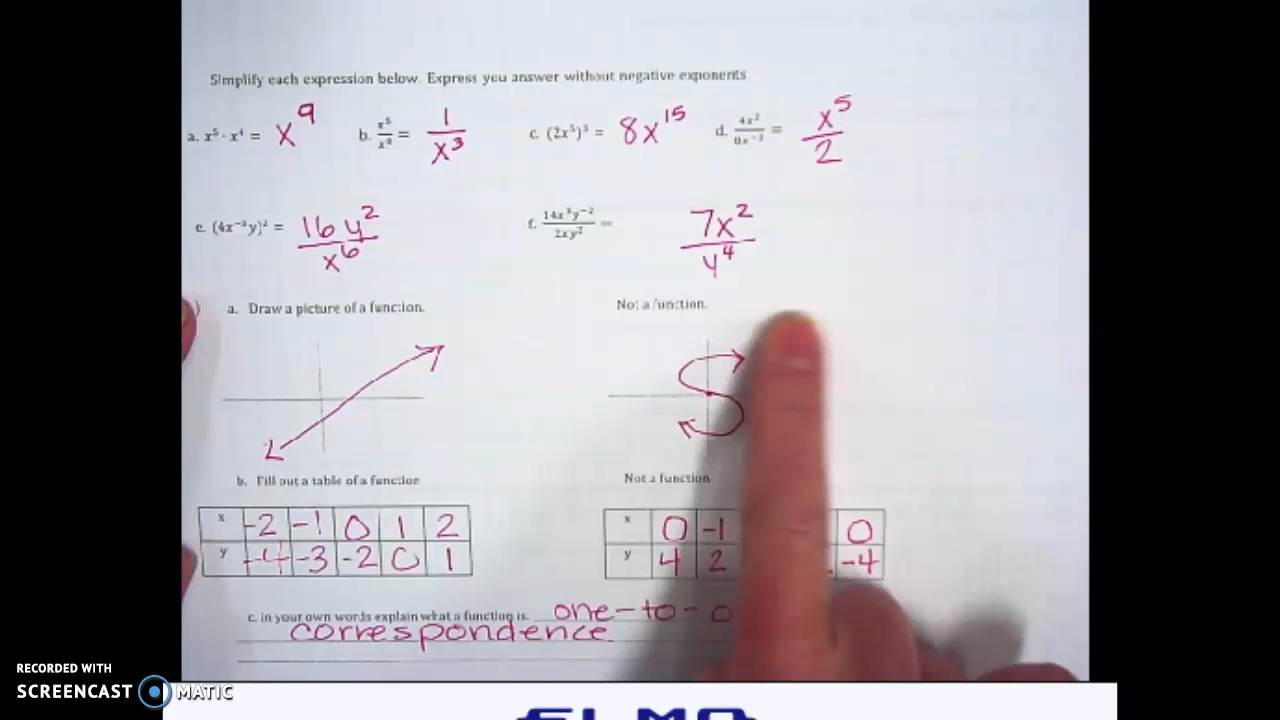 Simplify each expression below. Express you answer without negative exponents
a. x⁵ · x⁴ = x⁹ b. x⁵/x⁸ = 1/x³ c. (2x⁵)³ = 8x¹⁵ d. 4x²/8x⁻³ = x⁵/2
e. (4x⁻³y)² = 16y²/x⁶ f. 14x³y⁻²/2xy² = 7x²/y⁴
a. Draw a picture of a function. Not a function.
b. Fill out a table of a function Not a function
x -2 -1 0 1 2 x 0 -1 0
y -4 -3 -2 0 1 y 4 2 -4
c. in your own words explain what a function is. one-to-o
correspondence
RECORDED WITH
SCREENCAST MATIC
ELMO